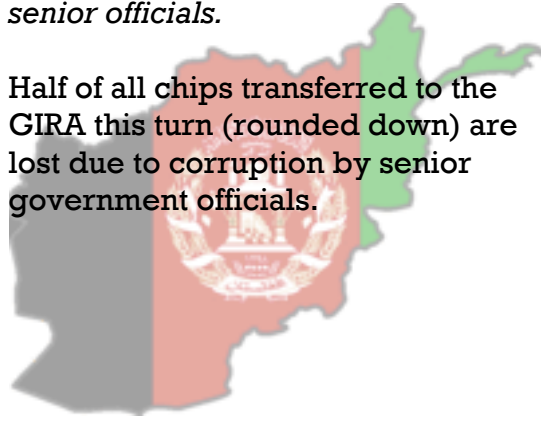 senior officials.
Half of all chips transferred to the
GIRA this turn (rounded down) are
lost due to corruption by senior
government officials.